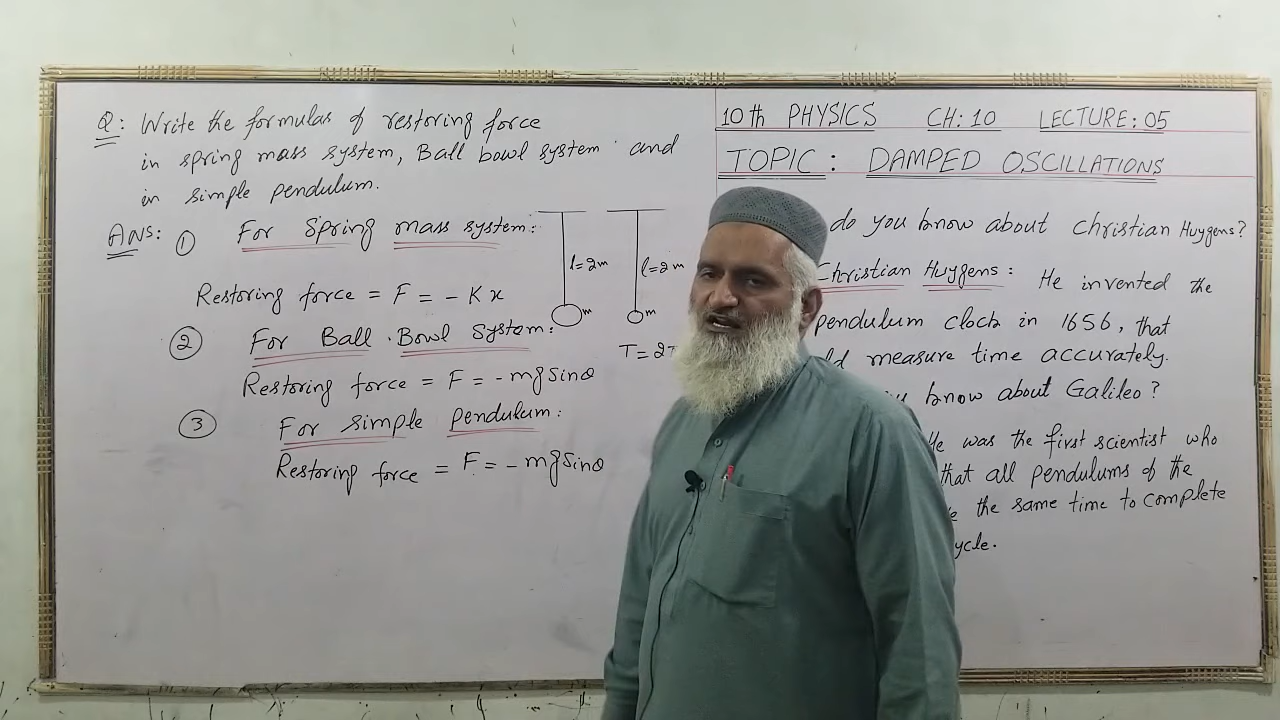 Q: Write the formulas of restoring force
in spring mass system, Ball bowl system and
in simple pendulum.
ANS: 1 For Spring mass system:
Restoring force = F = - K x
2 For Ball Bowl System:
Restoring force = F = - mg Sinθ
3 For simple pendulum:
Restoring force = F = - mg Sinθ
l=2m l=2m
m m
T = 2
10th PHYSICS CH: 10 LECTURE: 05
TOPIC: DAMPED OSCILLATIONS
do you know about Christian Huygens?
Christian Huygens: He invented the
pendulum clock in 1656, that
measure time accurately.
know about Galileo?
He was the first scientist who
that all pendulums of the
the same time to complete